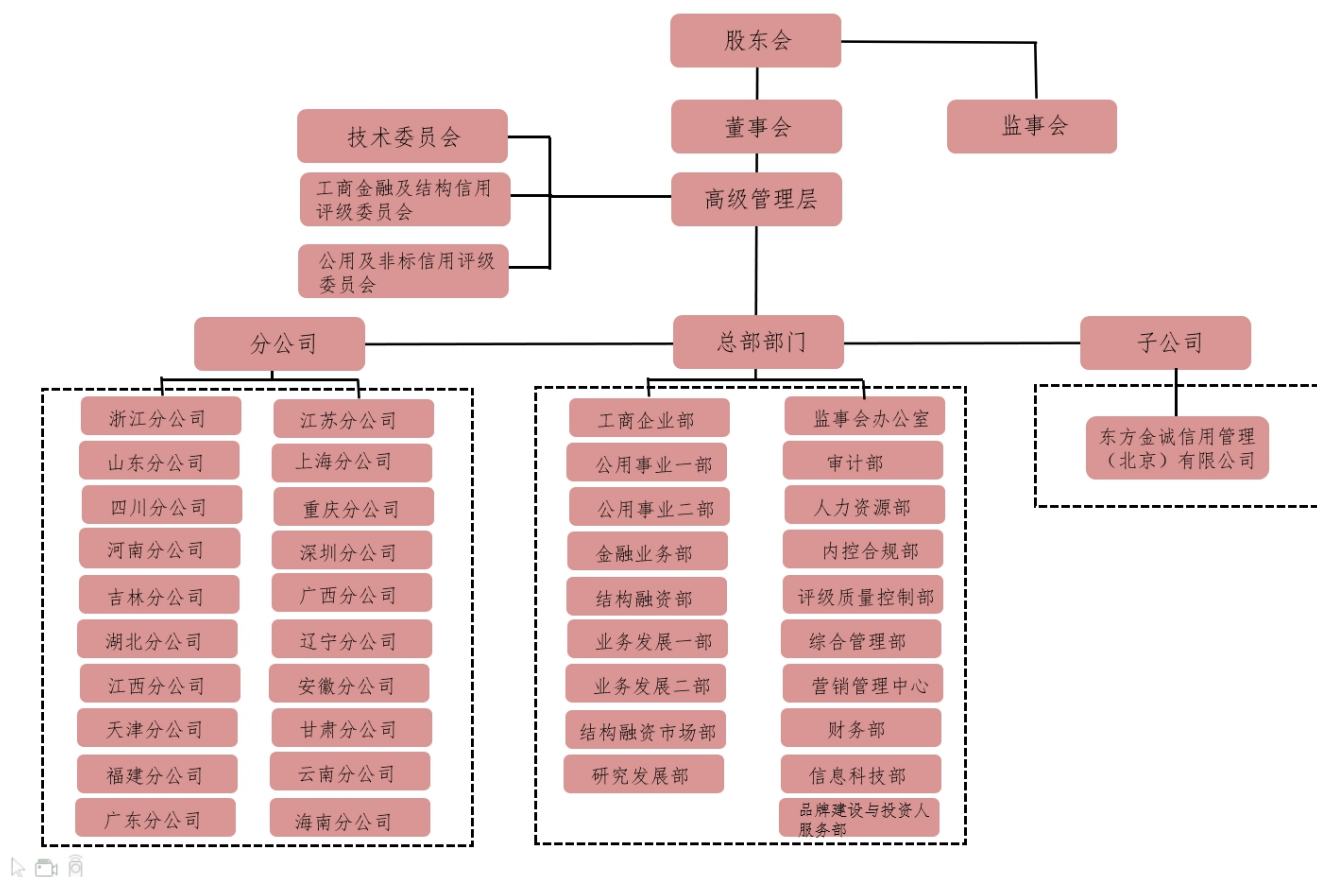 股东会
董事会
监事会
技术委员会
工商金融及结构信用
评级委员会
高级管理层
公用及非标信用评级
委员会
分公司
总部部门
子公司
浙江分公司
江苏分公司
山东分公司
上海分公司
四川分公司
重庆分公司
河南分公司
深圳分公司
吉林分公司
广西分公司
湖北分公司
辽宁分公司
江西分公司
安徽分公司
天津分公司
甘肃分公司
福建分公司
云南分公司
广东分公司
海南分公司
工商企业部
监事会办公室
公用事业一部
审计部
公用事业二部
人力资源部
金融业务部
内控合规部
结构融资部
评级质量控制部
业务发展一部
综合管理部
业务发展二部
营销管理中心
结构融资市场部
财务部
研究发展部
信息科技部
品牌建设与投资人
服务部
东方金诚信用管理
（北京）有限公司